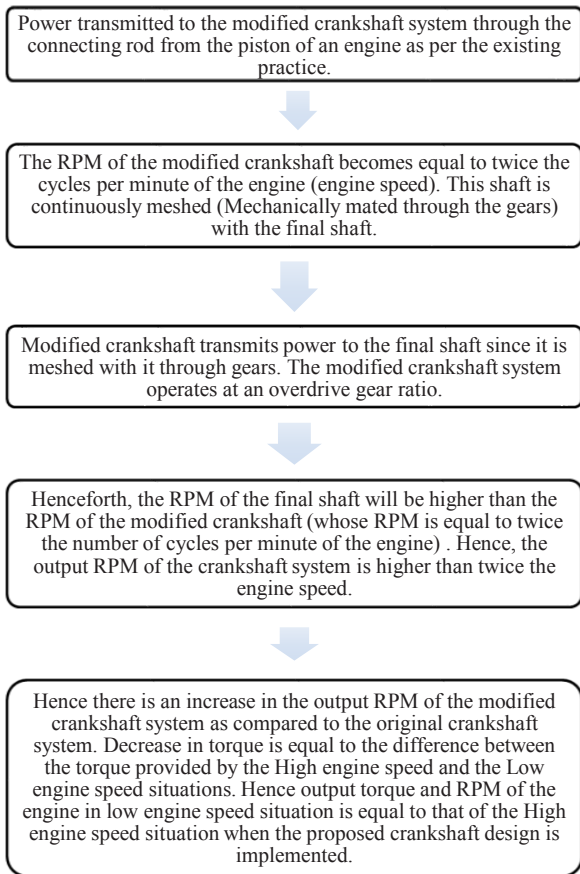 Power transmitted to the modified crankshaft system through the
connecting rod from the piston of an engine as per the existing
practice.
The RPM of the modified crankshaft becomes equal to twice the
cycles per minute of the engine (engine speed). This shaft is
continuously meshed (Mechanically mated through the gears)
with the final shaft.
Modified crankshaft transmits power to the final shaft since it is
meshed with it through gears. The modified crankshaft system
operates at an overdrive gear ratio.
Henceforth, the RPM of the final shaft will be higher than the
RPM of the modified crankshaft (whose RPM is equal to twice
the number of cycles per minute of the engine) . Hence, the
output RPM of the crankshaft system is higher than twice the
engine speed.
Hence there is an increase in the output RPM of the modified
crankshaft system as compared to the original crankshaft
system. Decrease in torque is equal to the difference between
the torque provided by the High engine speed and the Low
engine speed situations. Hence output torque and RPM of the
engine in low engine speed situation is equal to that of the High
engine speed situation when the proposed crankshaft design is
implemented.